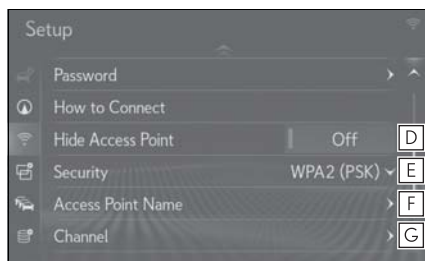 Setup
Password
How to Connect
Hide Access Point Off D
Security WPA2 (PSK) E
Access Point Name F
Channel G